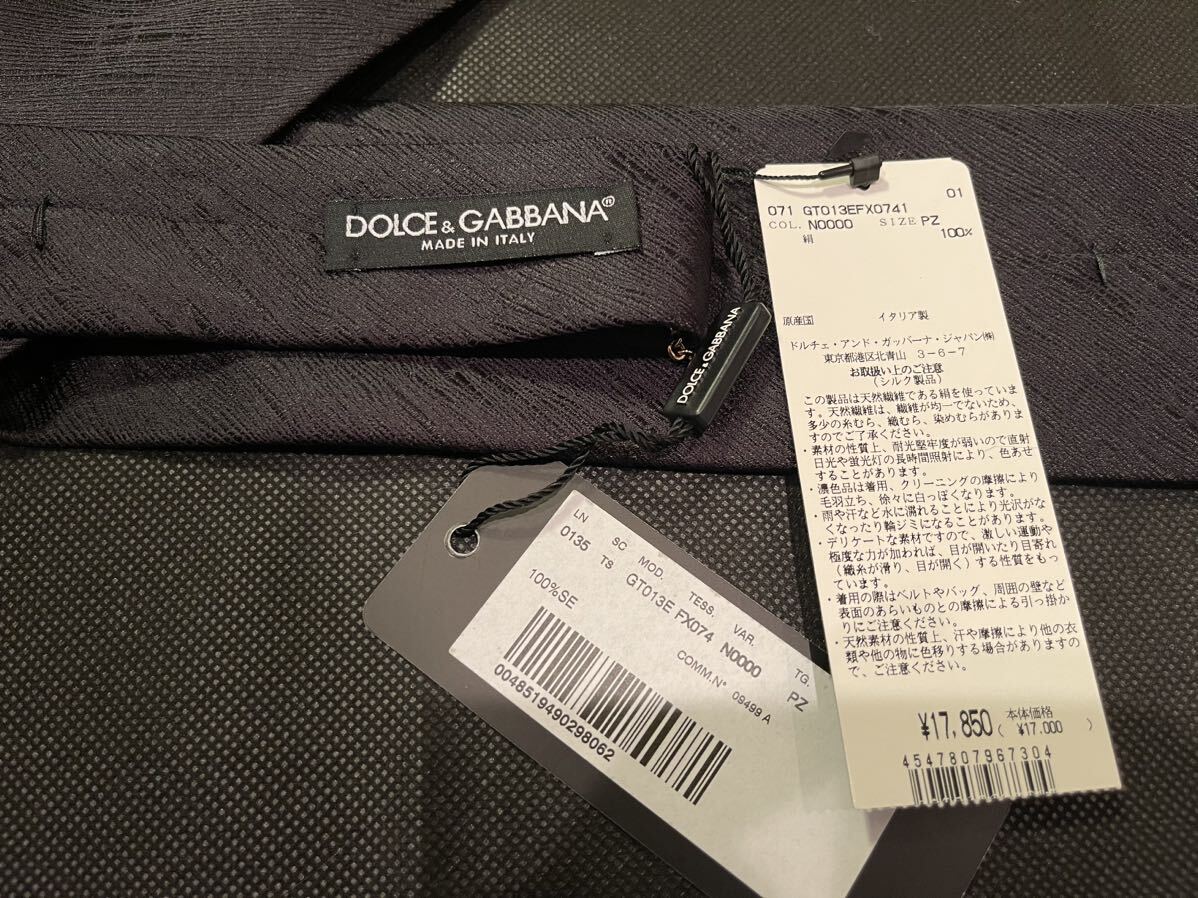 DOLCE & GABBANA®
MADE IN ITALY
DOLCE & GABBANA
071 GT013EFX0741 01
COL. N0000 SIZE PZ
絹 100%
原産国 イタリア製
ドルチェ・アンド・ガッバーナ・ジャパン(株)
東京都港区北青山 3-6-7
お取扱い上のご注意
(シルク製品)
この製品は天然繊維である絹を使っていま
す。天然繊維は、繊維が均一でないため、
多少の糸むら、織むら、染めむらがありま
すのでご了承ください。
・素材の性質上、耐光堅牢度が弱いので直射
日光や蛍光灯の長時間照射により、色あせ
することがあります。
・濃色品は着用、クリーニングの摩擦により
毛羽立ち、徐々に白っぽくなります。
・雨や汗など水に濡れることにより光沢がな
くなったり輪ジミになることがあります。
・デリケートな素材ですので、激しい運動や
極度な力が加われば、目が開いたり目寄れ
(織糸が滑り、目が開く)する性質をもっ
ています。
・着用の際はベルトやバッグ、周囲の壁など
表面のあらいものとの摩擦による引っ掛か
りにご注意ください。
・天然素材の性質上、汗や摩擦により他の衣
類や他の物に色移りする場合がありますの
で、ご注意ください。
¥17,850 (本体価格 ¥17.000 )
4547807967304
LN SC MOD. TESS. VAR. TG.
0135 TS GT013E FX074 N0000 PZ
100%SE COMM.N° 09499 A
0048519490298062